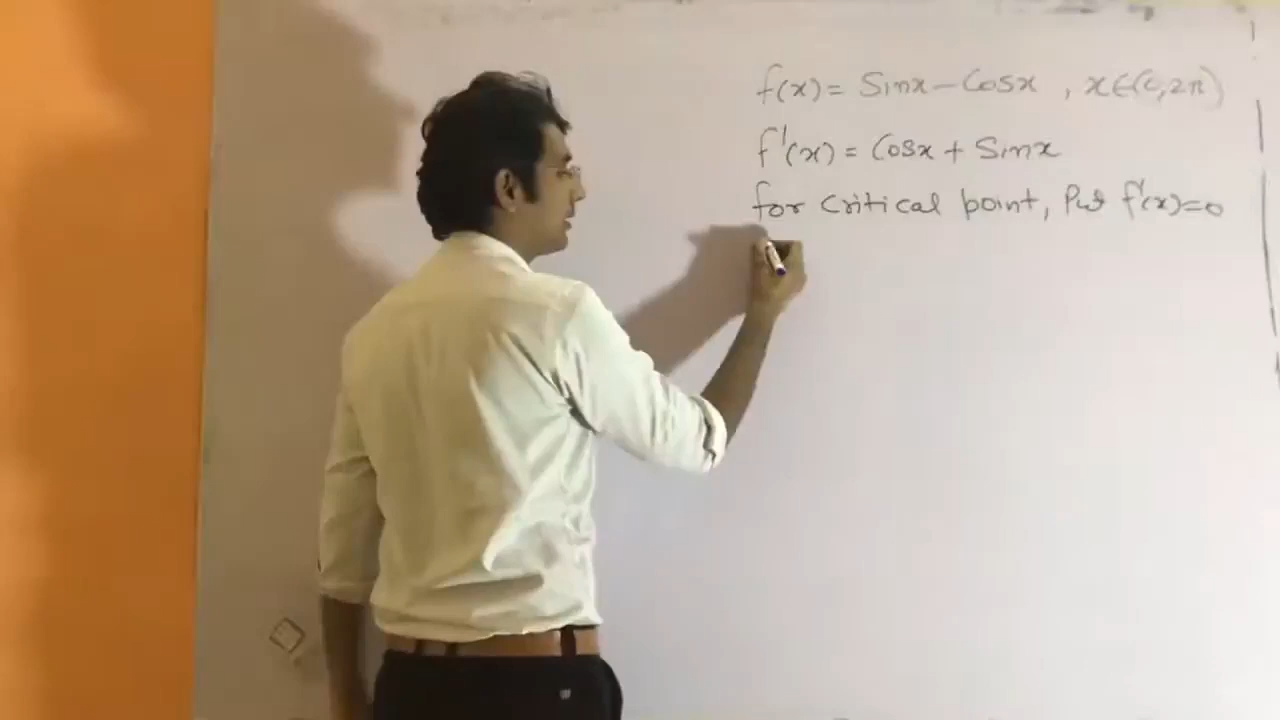 f(x) = Sinx - Cosx , x∈(0,2π)
f'(x) = Cosx + Sinx
for critical point, Put f'(x)=0